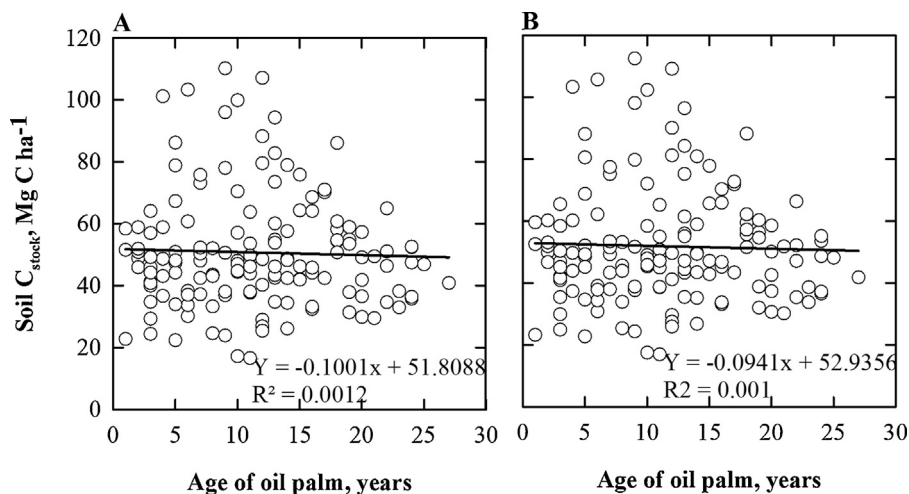 A
B
120
100
80
60
40
20
0
Soil Cstock, Mg C ha-1
Y = -0.1001x + 51.8088
R² = 0.0012
Y = -0.0941x + 52.9356
R2 = 0.001
0 5 10 15 20 25 30
0 5 10 15 20 25 30
Age of oil palm, years
Age of oil palm, years